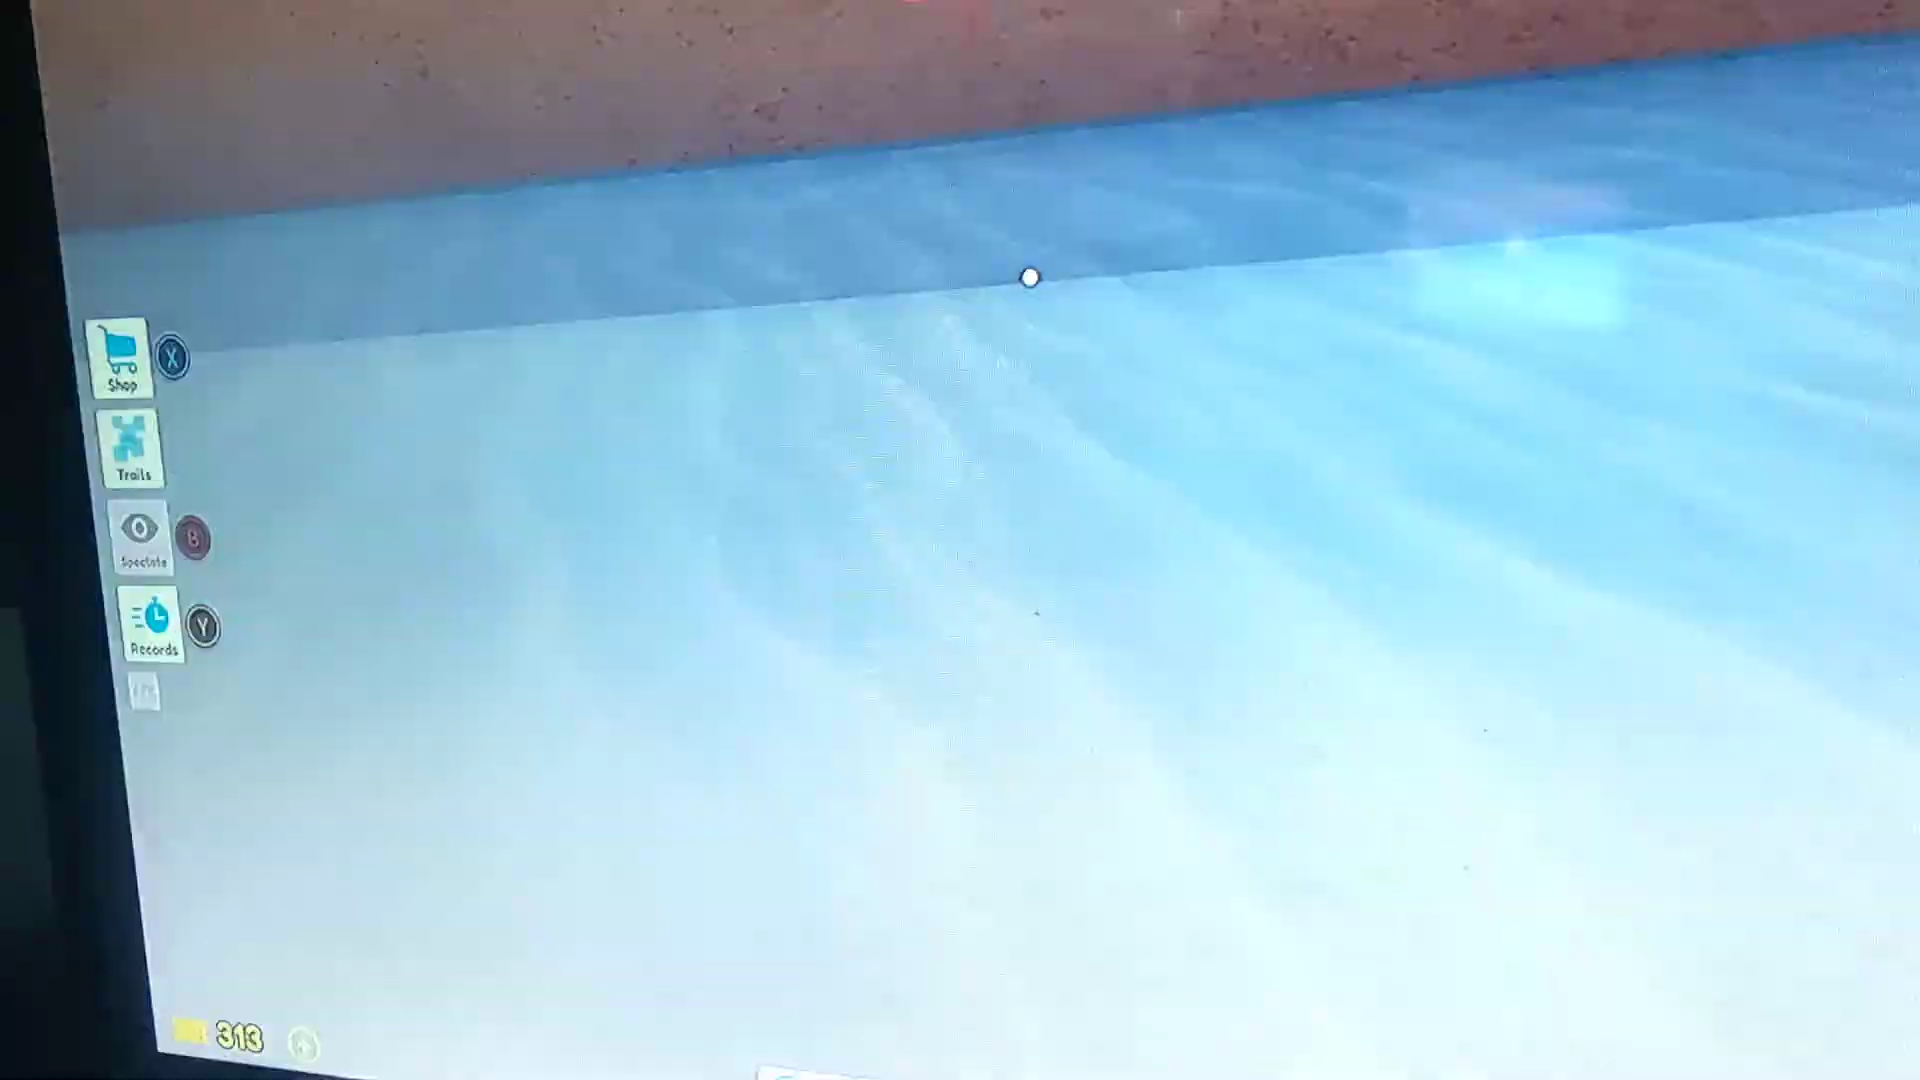 Shop
X
Trails
Spectate
B
Records
Y
313